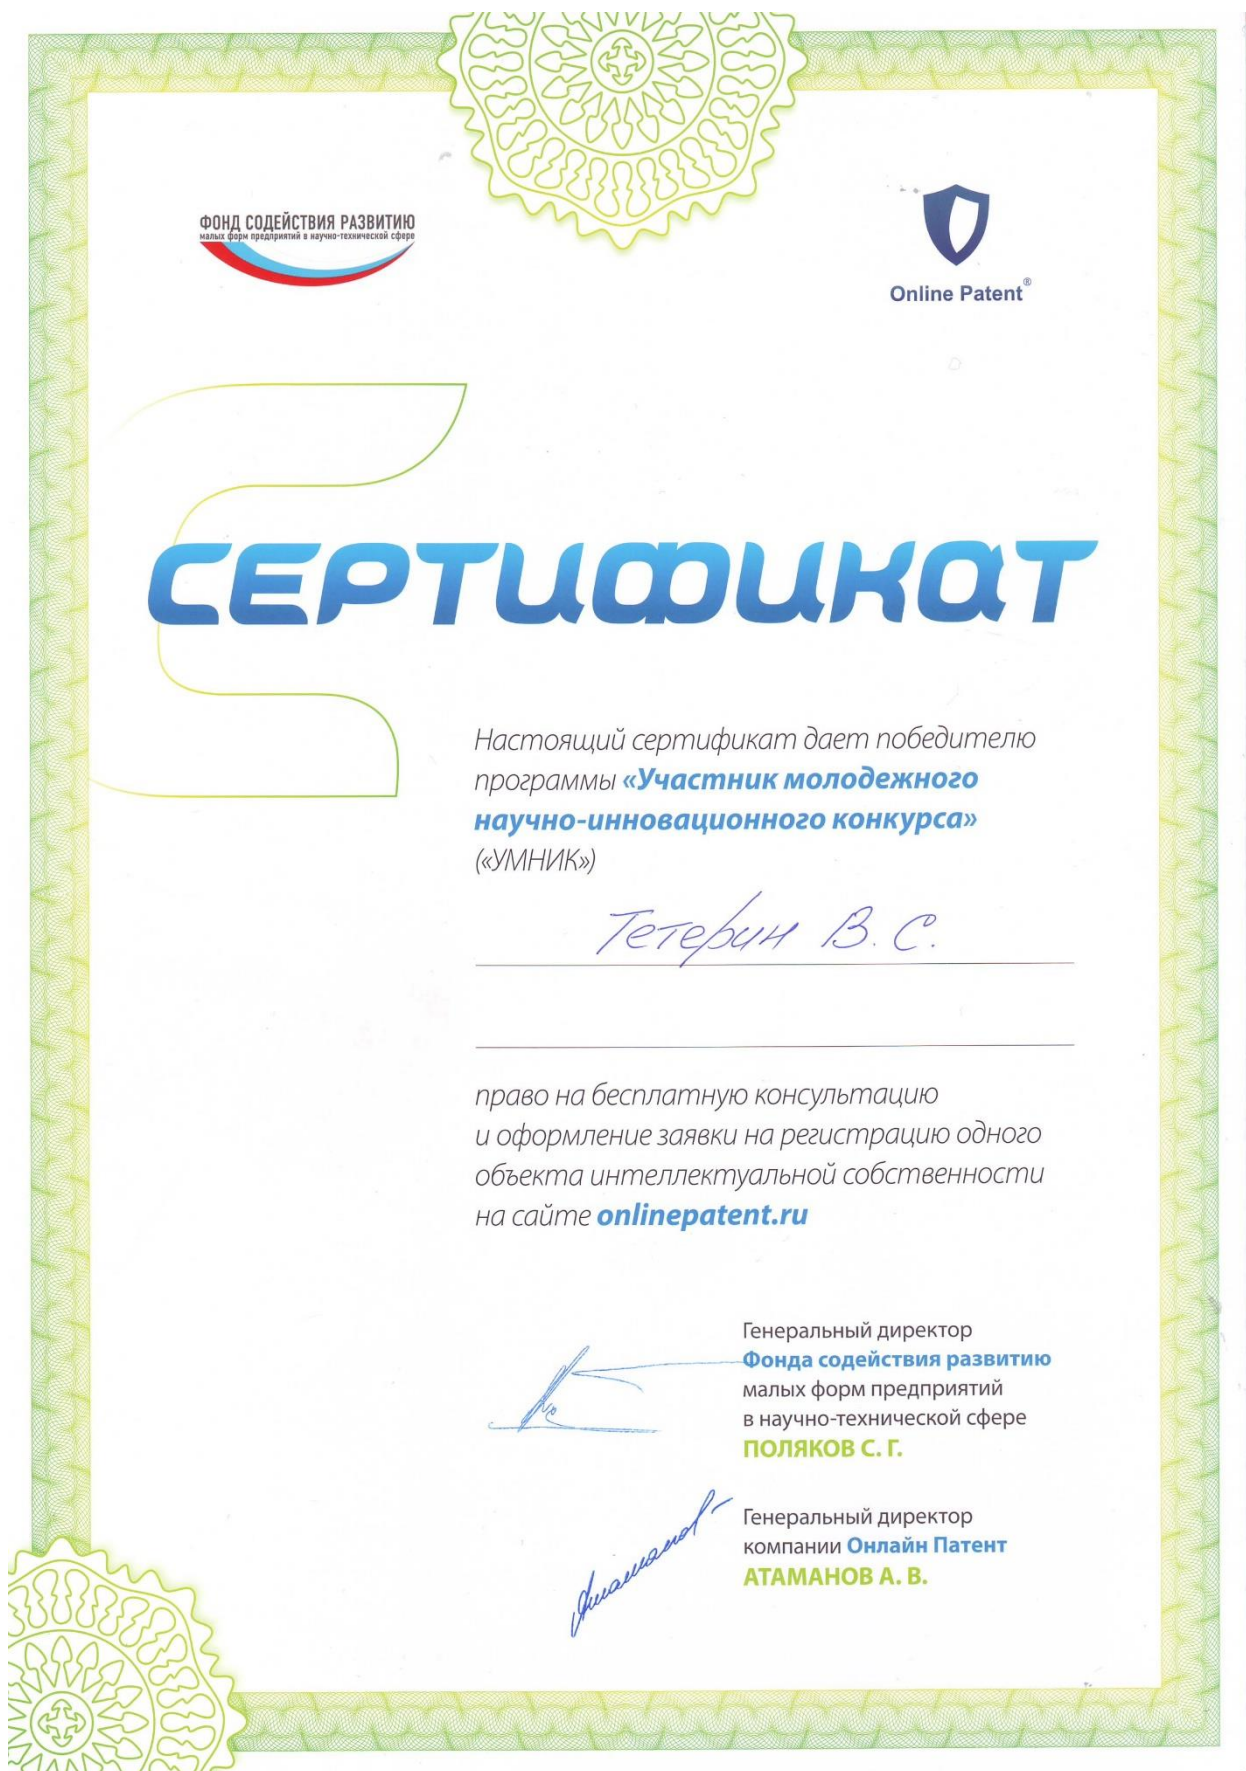 ФОНД СОДЕЙСТВИЯ РАЗВИТИЮ
малых форм предприятий в научно-технической сфере
Online Patent®
СЕРТИФИКАТ
Настоящий сертификат дает победителю
программы «Участник молодежного
научно-инновационного конкурса»
(«УМНИК»)
Тетерин В. С.
право на бесплатную консультацию
и оформление заявки на регистрацию одного
объекта интеллектуальной собственности
на сайте onlinepatent.ru
Генеральный директор
Фонда содействия развитию
малых форм предприятий
в научно-технической сфере
ПОЛЯКОВ С. Г.
Генеральный директор
компании Онлайн Патент
АТАМАНОВ А. В.